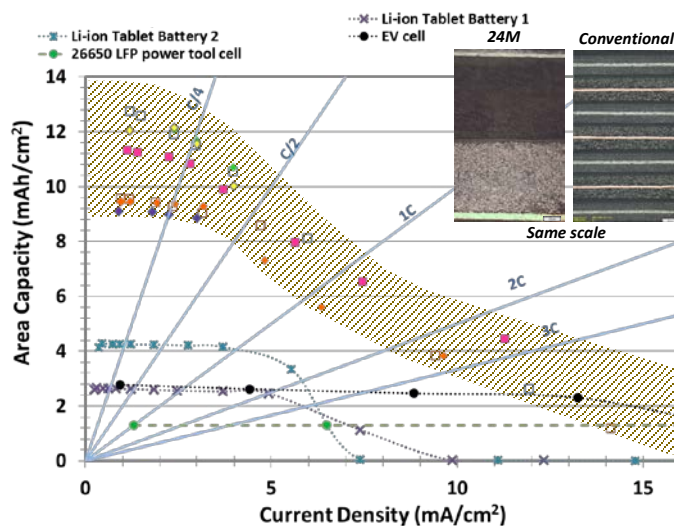 Li-ion Tablet Battery 2
Li-ion Tablet Battery 1
26650 LFP power tool cell
EV cell
24M
Conventional
Same scale
Area Capacity (mAh/cm²)
14
12
10
8
6
4
2
0
C/4
C/2
1C
2C
3C
0
5
10
15
Current Density (mA/cm²)